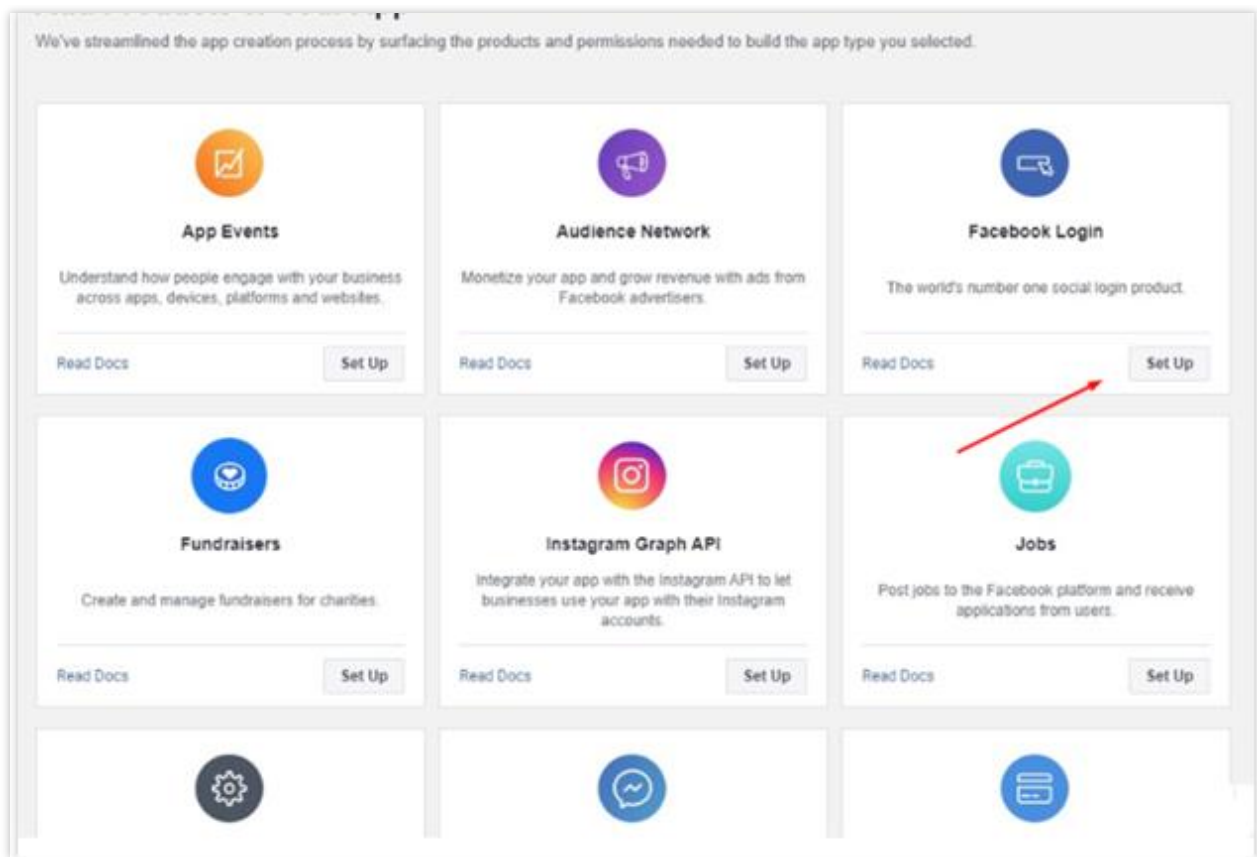 We've streamlined the app creation process by surfacing the products and permissions needed to build the app type you selected.
App Events
Understand how people engage with your business
across apps, devices, platforms and websites.
Read Docs
Set Up
Audience Network
Monetize your app and grow revenue with ads from
Facebook advertisers.
Read Docs
Set Up
Facebook Login
The world's number one social login product.
Read Docs
Set Up
Fundraisers
Create and manage fundraisers for charities.
Read Docs
Set Up
Instagram Graph API
Integrate your app with the Instagram API to let
businesses use your app with their Instagram
accounts.
Read Docs
Set Up
Jobs
Post jobs to the Facebook platform and receive
applications from users.
Read Docs
Set Up